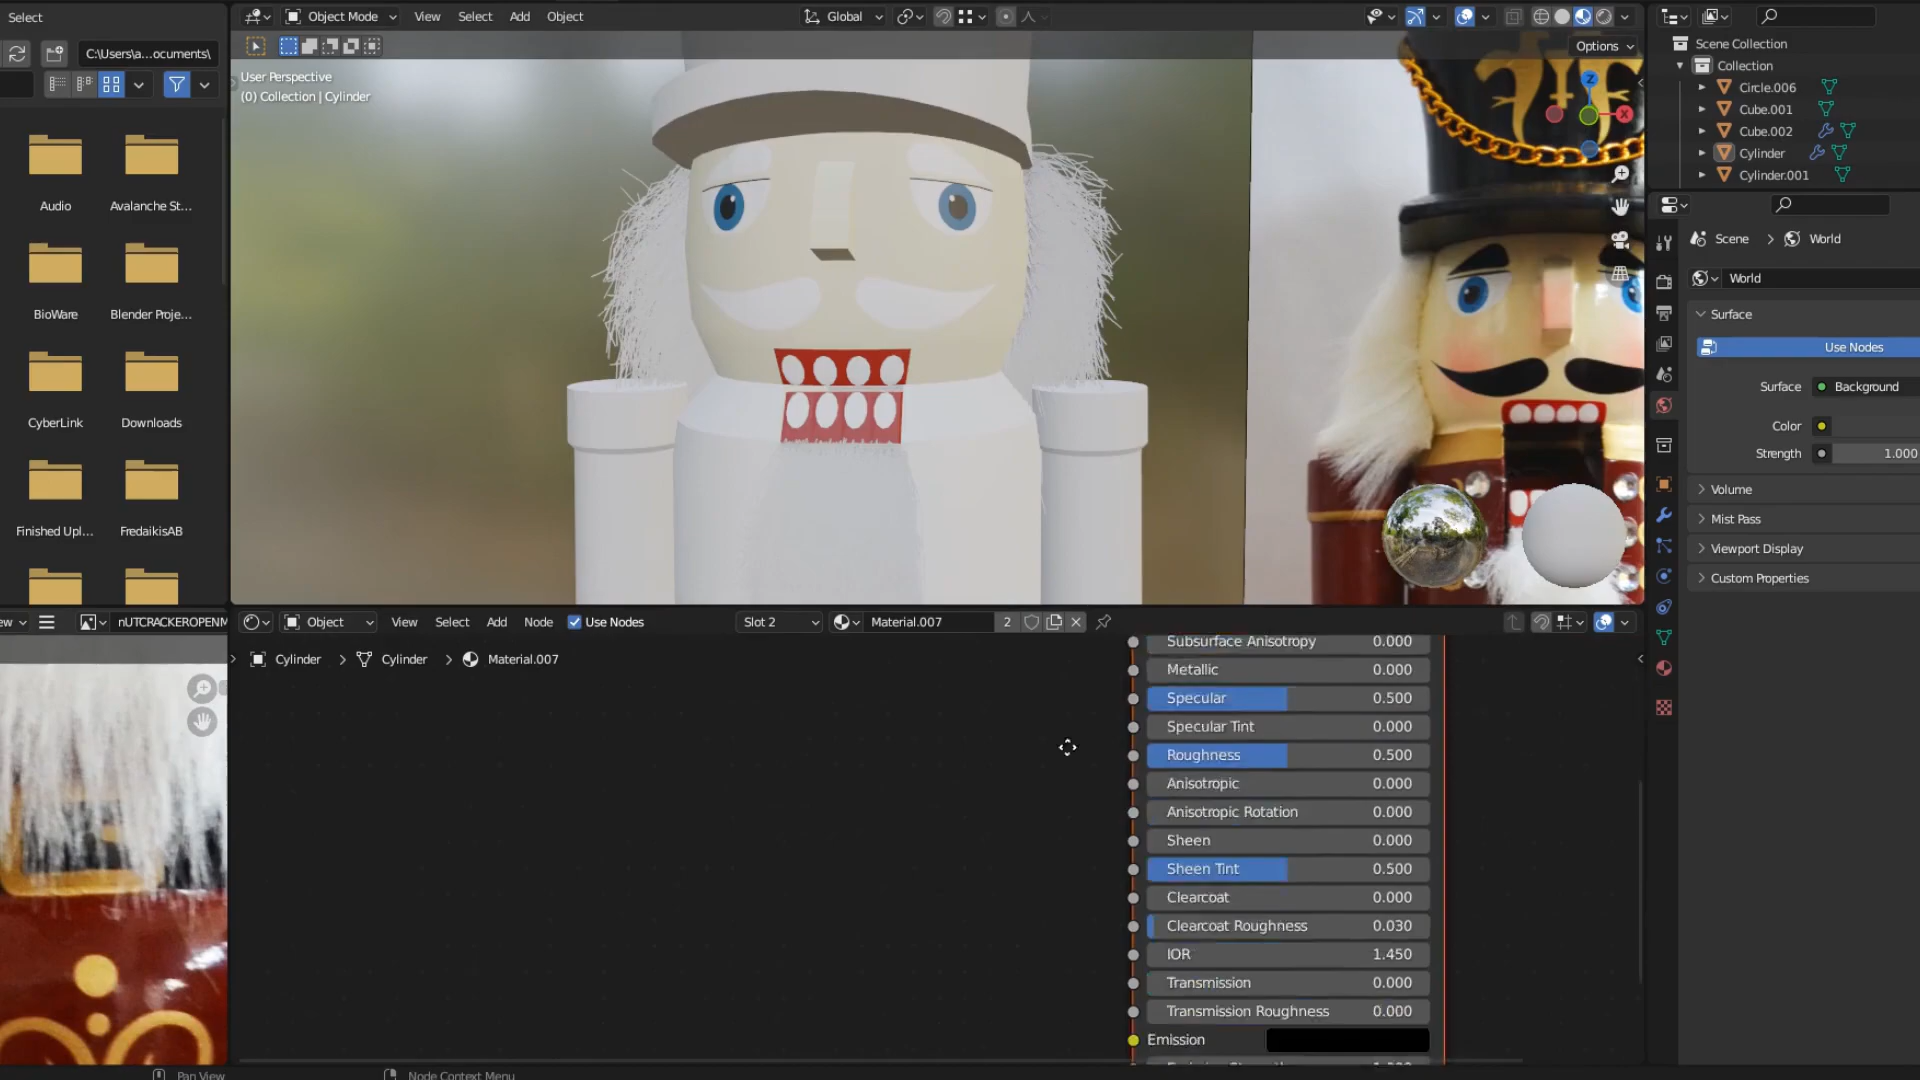 Select
Object Mode
View
Select
Add
Object
Global
C:\Users\a...ocuments\
Options
User Perspective
(0) Collection | Cylinder
Audio
Avalanche St...
BioWare
Blender Proje...
CyberLink
Downloads
Finished Upl...
FredaikisAB
Z
X
Scene Collection
Collection
Circle.006
Cube.001
Cube.002
Cylinder
Cylinder.001
Scene
World
World
Surface
Use Nodes
Surface
Background
Color
Strength
1.000
Volume
Mist Pass
Viewport Display
Custom Properties
ew
nUTCRACKEROPENM
Object
View
Select
Add
Node
Use Nodes
Slot 2
Material.007
2
Cylinder
Cylinder
Material.007
Subsurface Anisotropy 0.000
Metallic 0.000
Specular 0.500
Specular Tint 0.000
Roughness 0.500
Anisotropic 0.000
Anisotropic Rotation 0.000
Sheen 0.000
Sheen Tint 0.500
Clearcoat 0.000
Clearcoat Roughness 0.030
IOR 1.450
Transmission 0.000
Transmission Roughness 0.000
Emission
Pan View
Node Context Menu